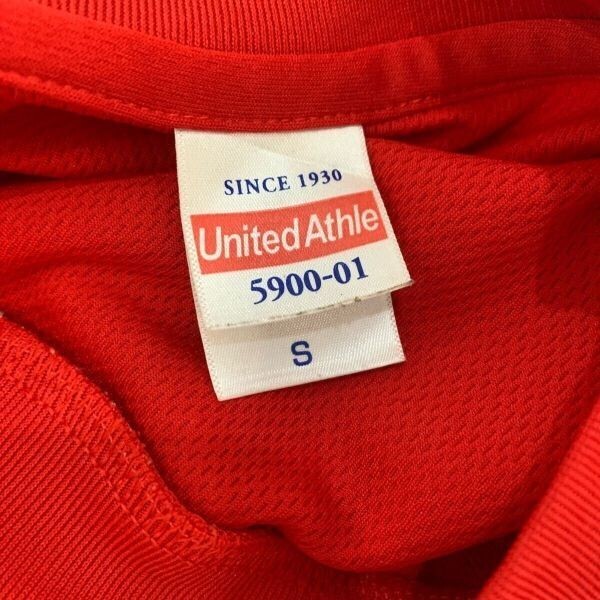 SINCE 1930
United Athle
5900-01
S